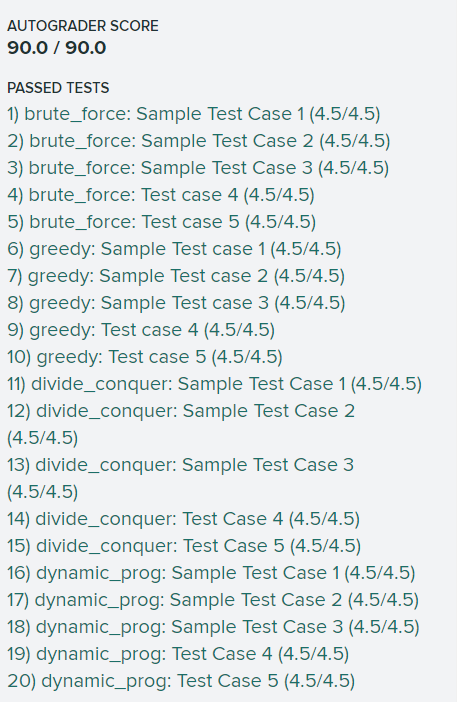 AUTOGRADER SCORE
90.0 / 90.0
PASSED TESTS
1) brute_force: Sample Test Case 1 (4.5/4.5)
2) brute_force: Sample Test Case 2 (4.5/4.5)
3) brute_force: Sample Test Case 3 (4.5/4.5)
4) brute_force: Test case 4 (4.5/4.5)
5) brute_force: Test case 5 (4.5/4.5)
6) greedy: Sample Test case 1 (4.5/4.5)
7) greedy: Sample Test case 2 (4.5/4.5)
8) greedy: Sample Test case 3 (4.5/4.5)
9) greedy: Test case 4 (4.5/4.5)
10) greedy: Test case 5 (4.5/4.5)
11) divide_conquer: Sample Test Case 1 (4.5/4.5)
12) divide_conquer: Sample Test Case 2
(4.5/4.5)
13) divide_conquer: Sample Test Case 3
(4.5/4.5)
14) divide_conquer: Test Case 4 (4.5/4.5)
15) divide_conquer: Test Case 5 (4.5/4.5)
16) dynamic_prog: Sample Test Case 1 (4.5/4.5)
17) dynamic_prog: Sample Test Case 2 (4.5/4.5)
18) dynamic_prog: Sample Test Case 3 (4.5/4.5)
19) dynamic_prog: Test Case 4 (4.5/4.5)
20) dynamic_prog: Test Case 5 (4.5/4.5)